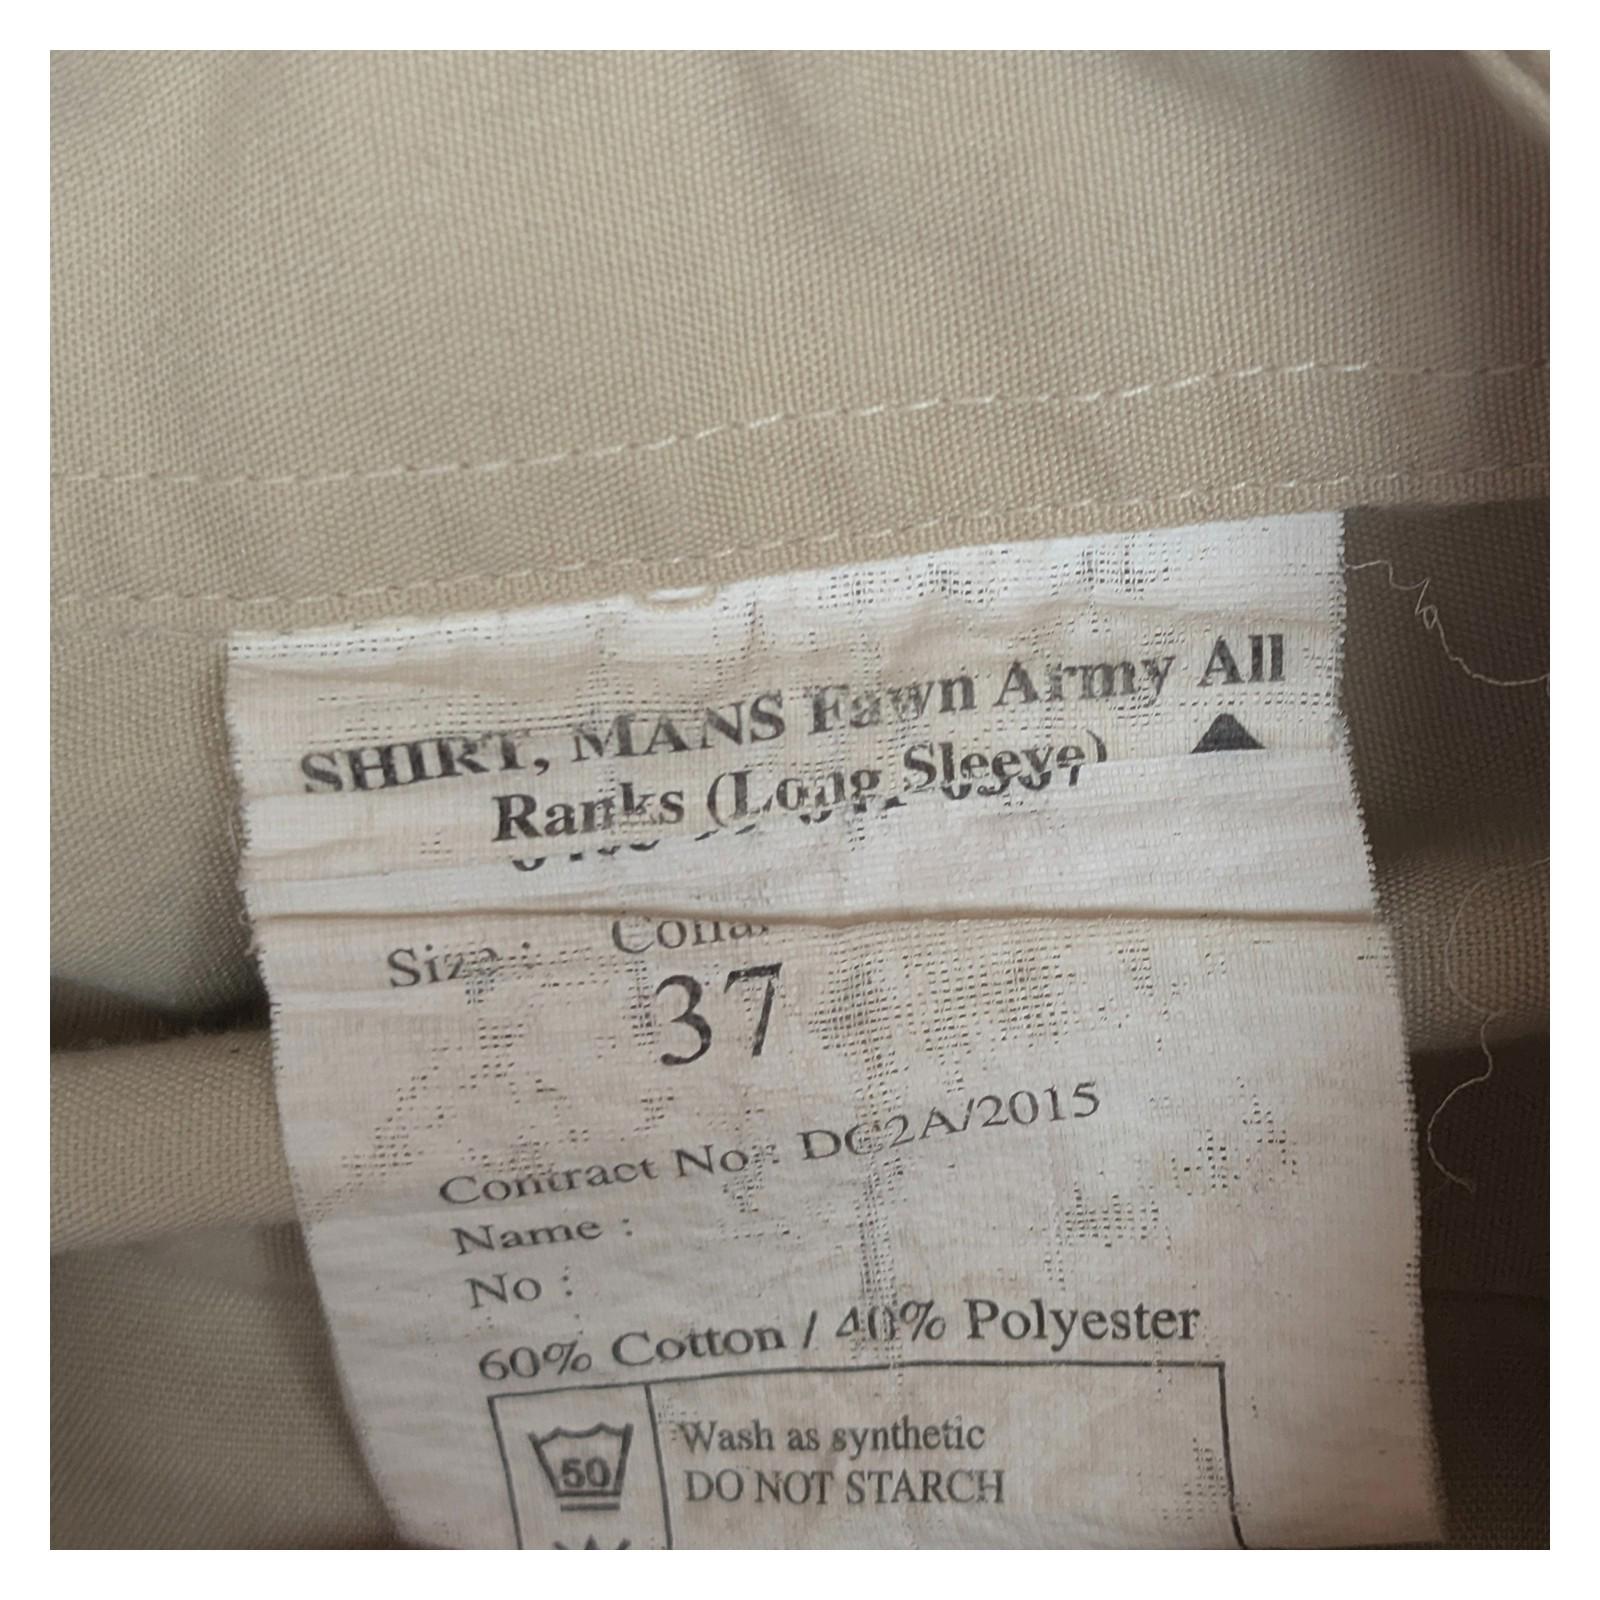 SHIRT, MANS Fawn Army All
Ranks (Long Sleeve)
Size : Collar
37
Contract No : DC2A/2015
Name :
No :
60% Cotton / 40% Polyester
50
Wash as synthetic
DO NOT STARCH